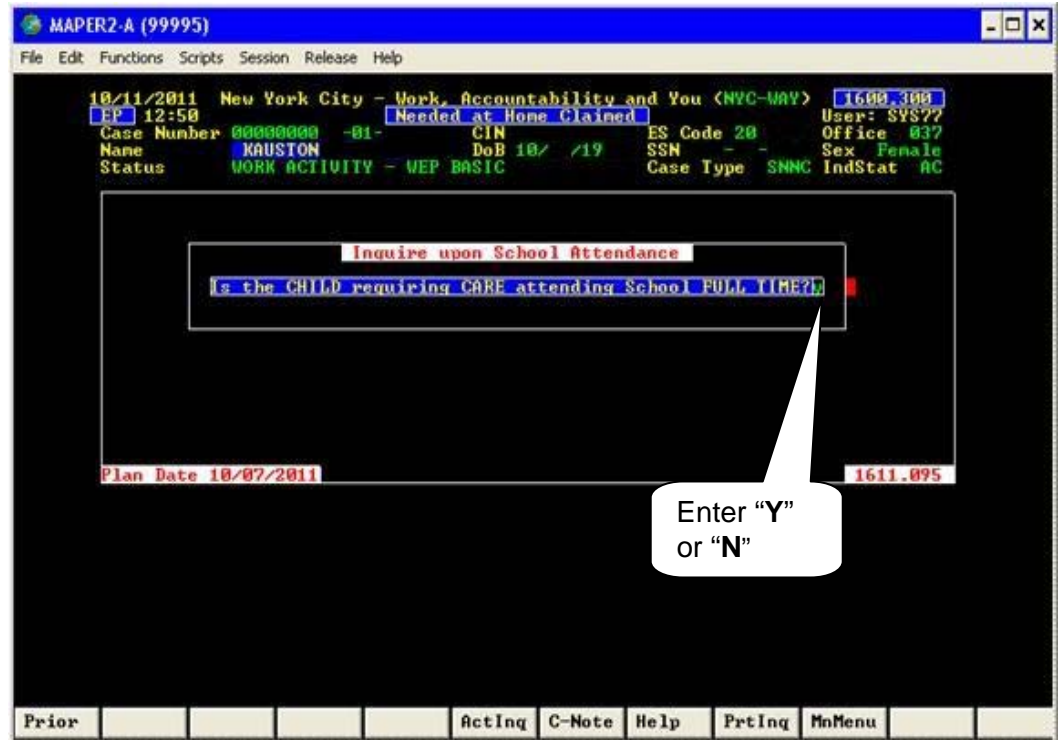 MAPER2-A (99995)
File Edit Functions Scripts Session Release Help
10/11/2011 New York City - Work, Accountability and You (NYC-WAY) 1600.300
EP 12:50 Needed at Home Claimed User: SYS77
Case Number 00000000 -01- CIN ES Code 20 Office 037
Name KAUSTON DoB 10/ /19 SSN - - Sex Female
Status WORK ACTIVITY - WEP BASIC Case Type SNNC IndStat AC
Inquire upon School Attendance
Is the CHILD requiring CARE attending School FULL TIME?y
Plan Date 10/07/2011 1611.095
Enter “Y”
or “N”
Prior ActInq C-Note Help PrtInq MnMenu